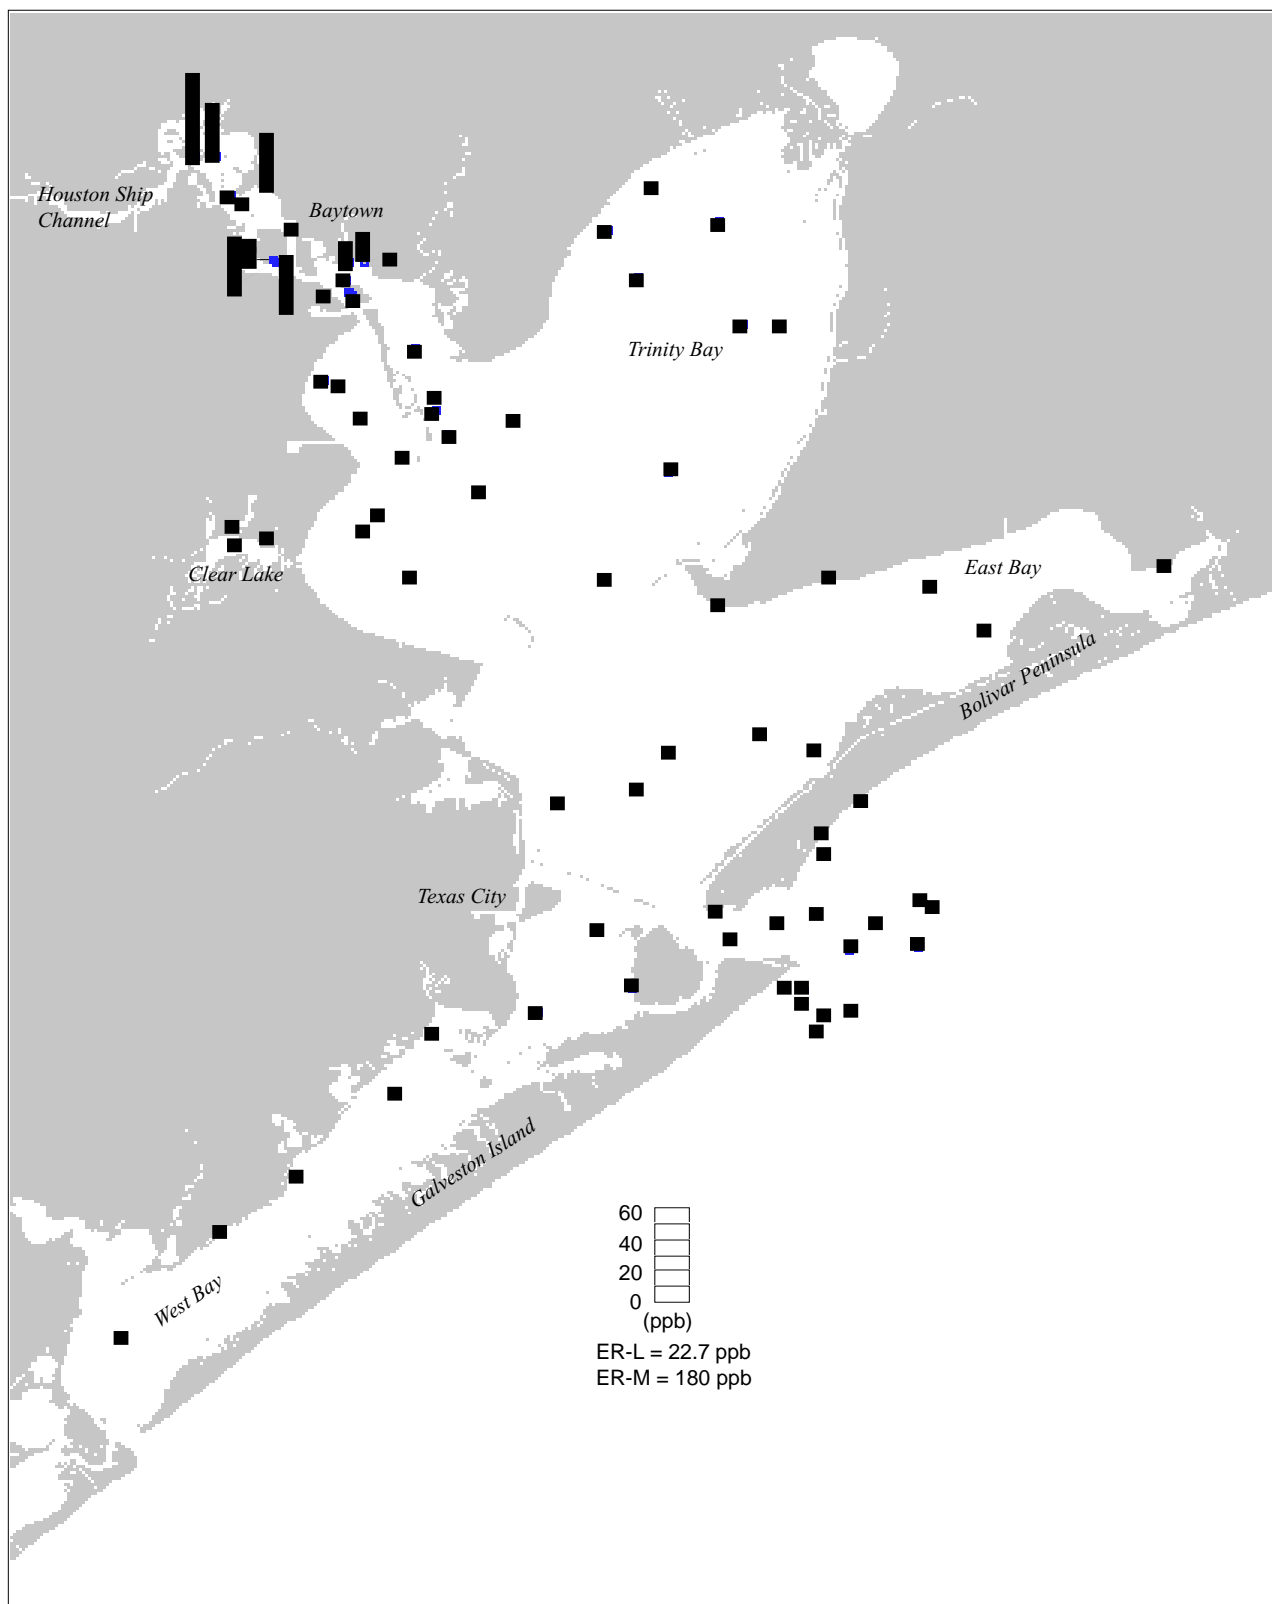 Houston Ship
Channel
Baytown
Trinity Bay
Clear Lake
East Bay
Bolivar Peninsula
Texas City
Galveston Island
West Bay
60
40
20
0
(ppb)
ER-L = 22.7 ppb
ER-M = 180 ppb